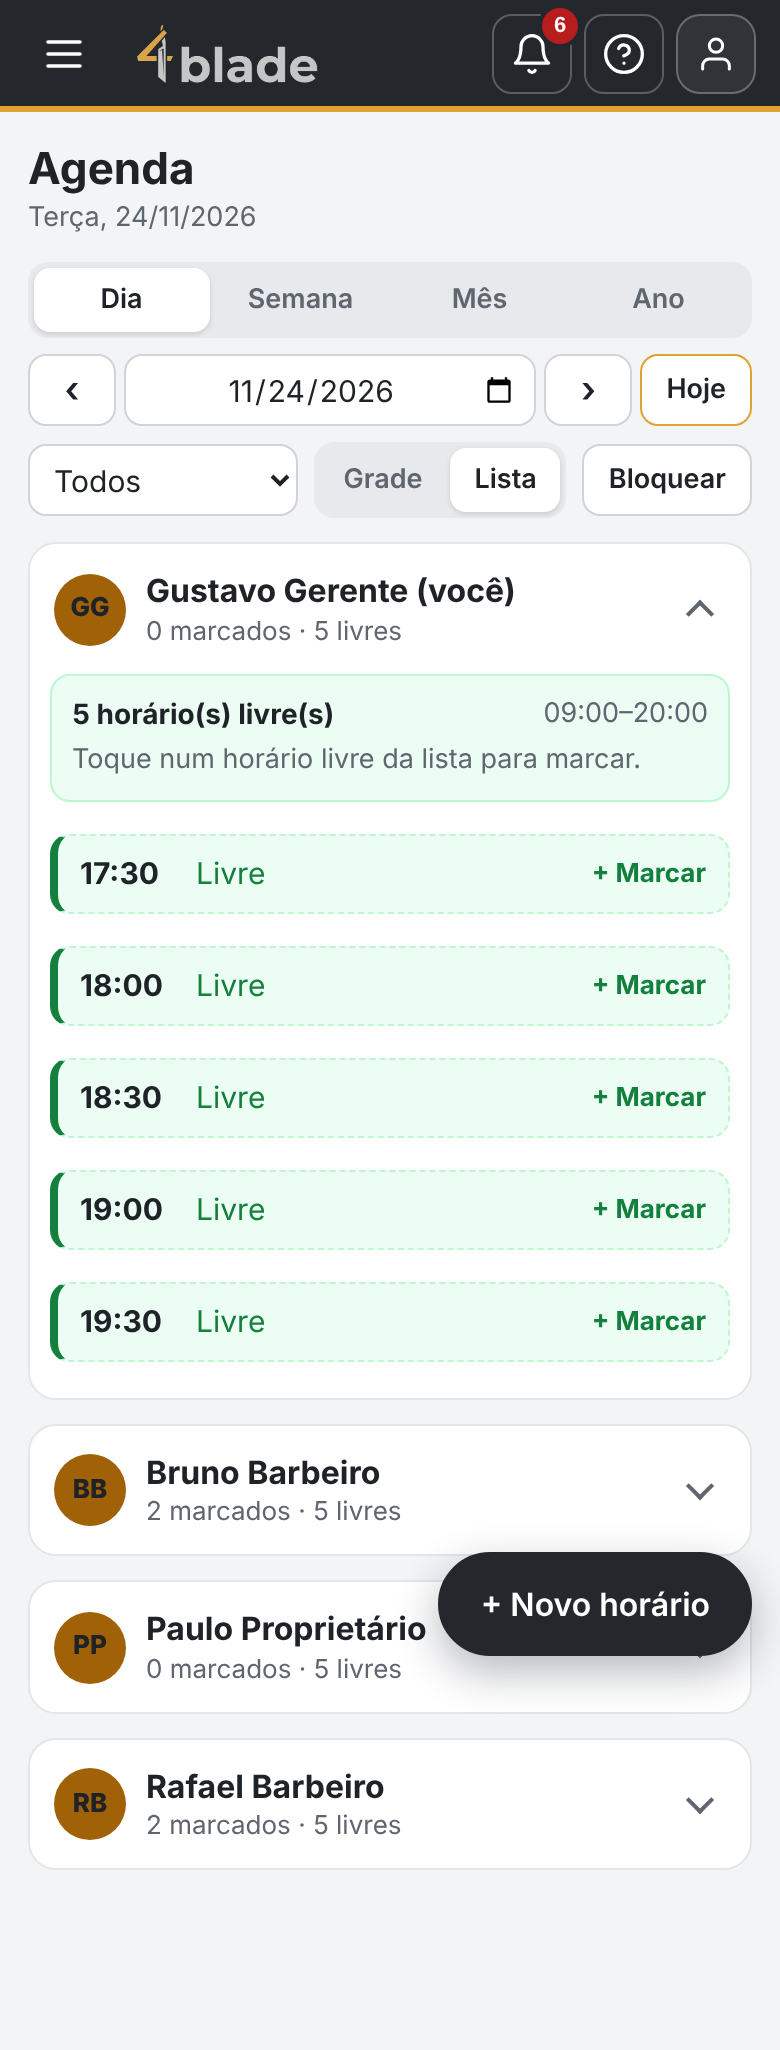 4blade
6
Agenda
Terça, 24/11/2026
Dia Semana Mês Ano
‹ 11/24/2026 › Hoje
Todos Grade Lista Bloquear
GG Gustavo Gerente (você)
0 marcados · 5 livres
5 horário(s) livre(s) 09:00–20:00
Toque num horário livre da lista para marcar.
17:30 Livre + Marcar
18:00 Livre + Marcar
18:30 Livre + Marcar
19:00 Livre + Marcar
19:30 Livre + Marcar
BB Bruno Barbeiro
2 marcados · 5 livres
+ Novo horário
PP Paulo Proprietário
0 marcados · 5 livres
RB Rafael Barbeiro
2 marcados · 5 livres